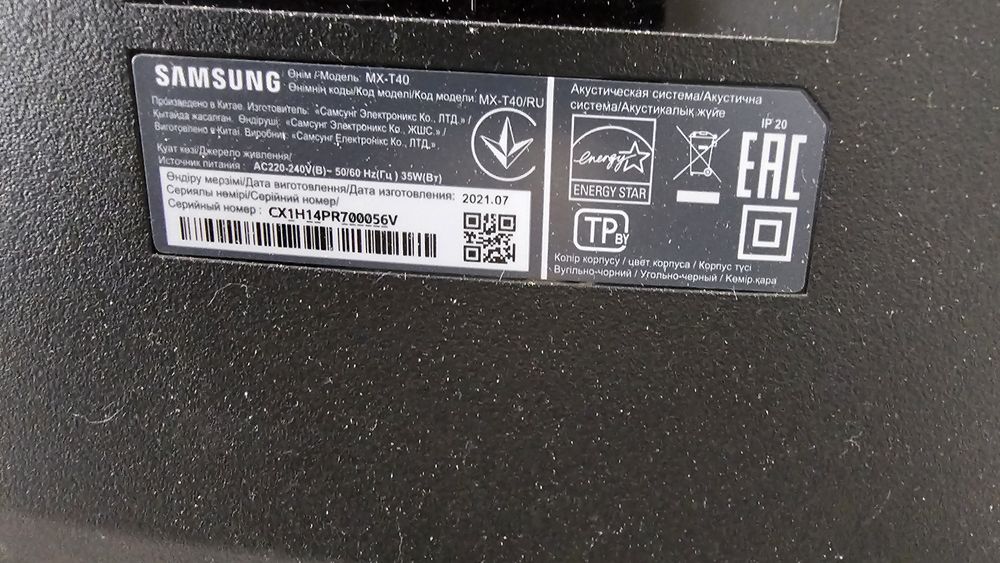 SAMSUNG
Өнім / Модель: MX-T40
Өнімнің коды/Код моделі/Код модели: MX-T40/RU
Произведено в Китае. Изготовитель: «Самсунг Электроникс Ко., ЛТД.» /
Қытайда жасалған. Өндіруші: «Самсунг Электроникс Ко., ЖШС.» /
Виготовлено в Китаї. Виробник: «Самсунг Електронікс Ко., ЛТД.».
Қуат көзі/Джерело живлення/
Источник питания : AC220-240V(В)~ 50/60 Hz(Гц ) 35W(Вт)
Өндіру мерзімі/Дата виготовлення/Дата изготовления: 2021.07
Сериялы нөмірі/Серійний номер/
Серийный номер : CX1H14PR700056V
Акустическая система/Акустична
система/Акустикалық жүйе
IP 20
energy
ENERGY STAR
EAC
TP BY
Колір корпусу / цвет корпуса / Корпус түсі
Вугільно-чорний / Угольно-черный / Көмір қара